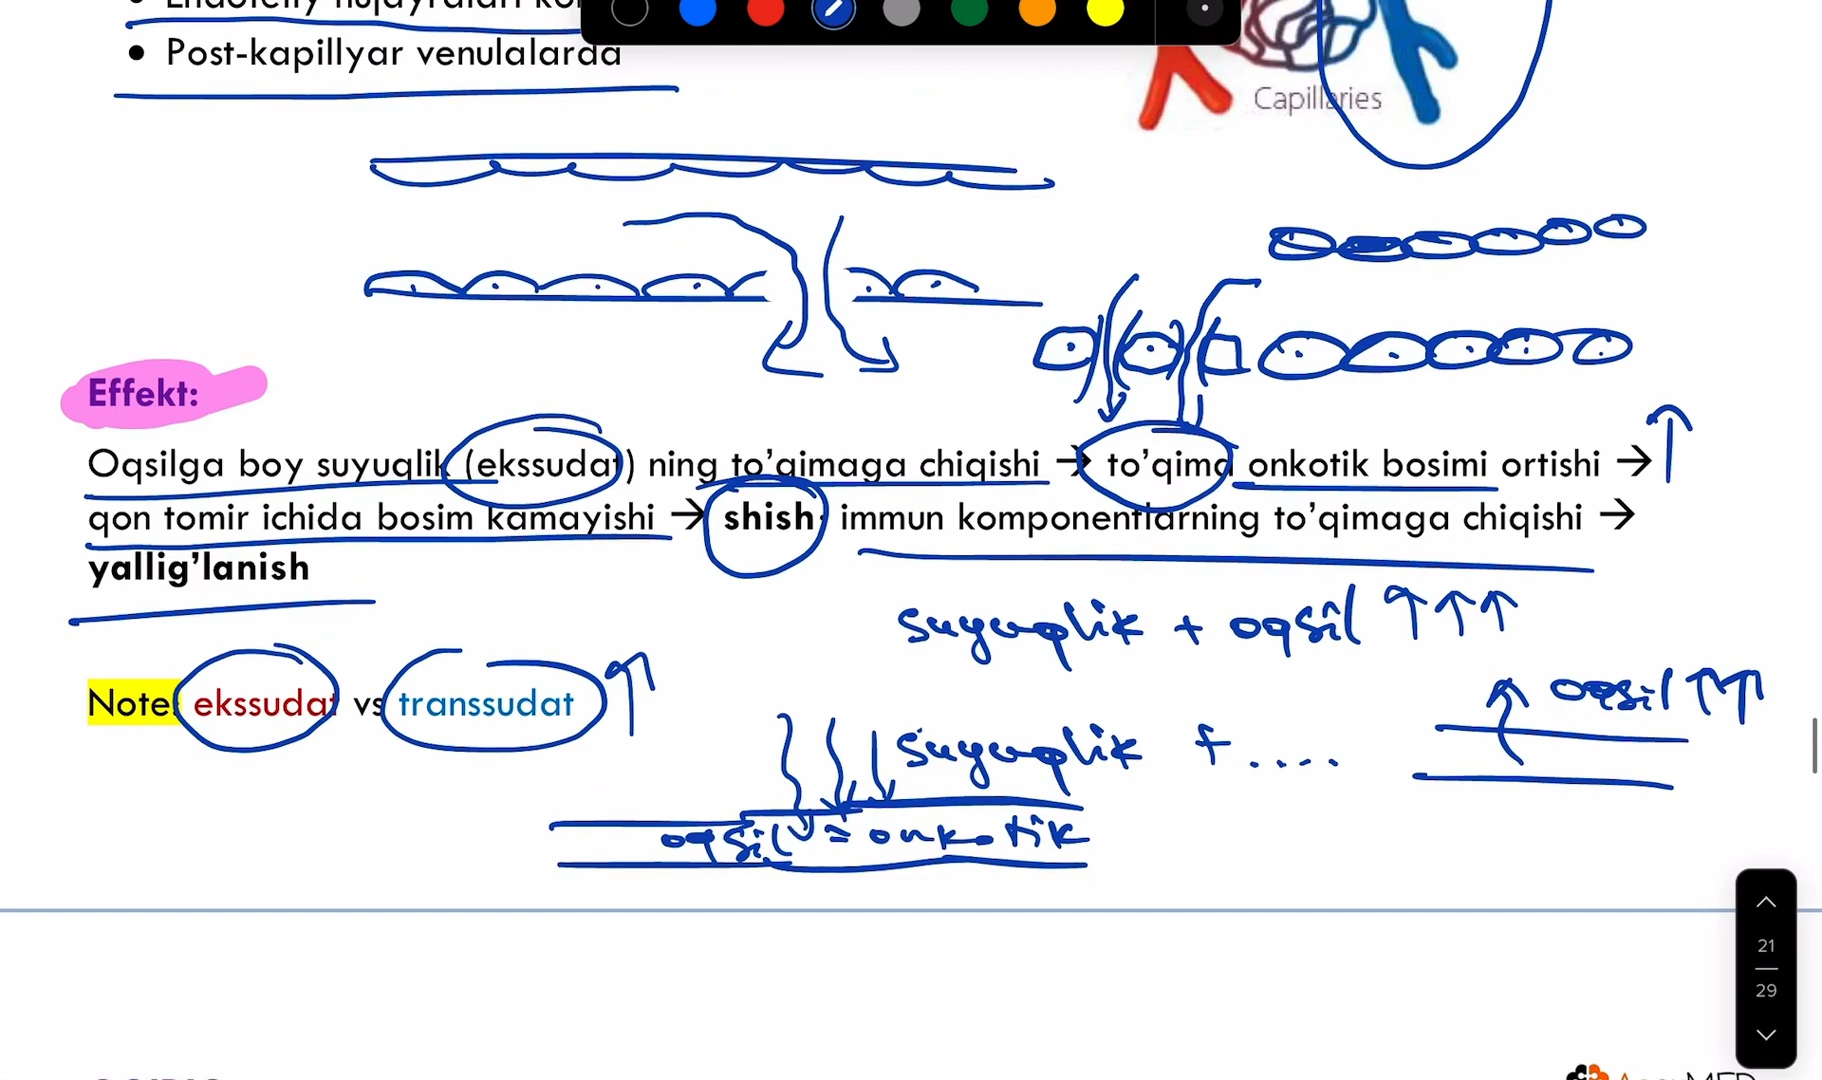 • Post-kapillyar venulalarda
Capillaries
Effekt:
Oqsilga boy suyuqlik (ekssudat) ning to’qimaga chiqishi → to’qima onkotik bosimi ortishi →
qon tomir ichida bosim kamayishi → shish, immun komponentlarning to’qimaga chiqishi →
yallig’lanish
suyuqlik + oqsil ↑↑↑
Note: ekssudat vs transsudat ↑
oqsil ↑↑
suyuqlik + ....
oqsil = onkotik
21
29